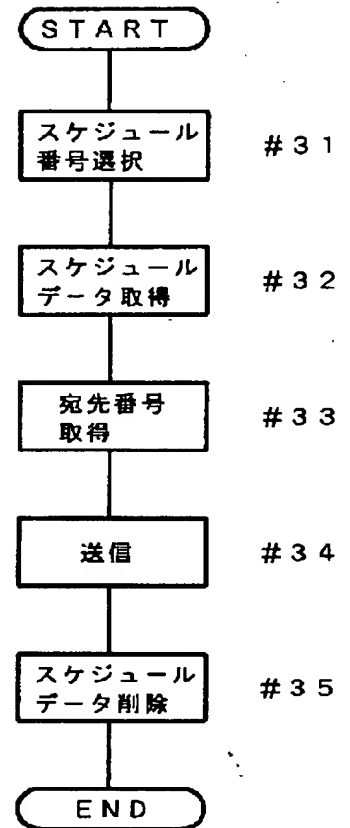 START
スケジュール
番号選択
#31
スケジュール
データ取得
#32
宛先番号
取得
#33
送信
#34
スケジュール
データ削除
#35
END